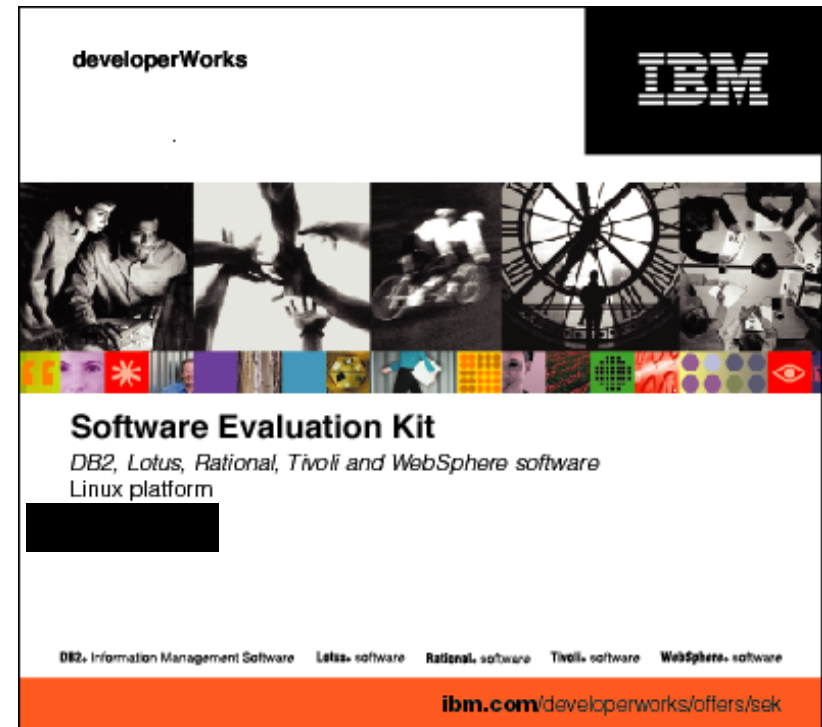 developerWorks
IBM
Software Evaluation Kit
DB2, Lotus, Rational, Tivoli and WebSphere software
Linux platform
DB2. Information Management Software Lotus. software Rational. software Tivoli. software WebSphere. software
ibm.com/developerworks/offers/sek